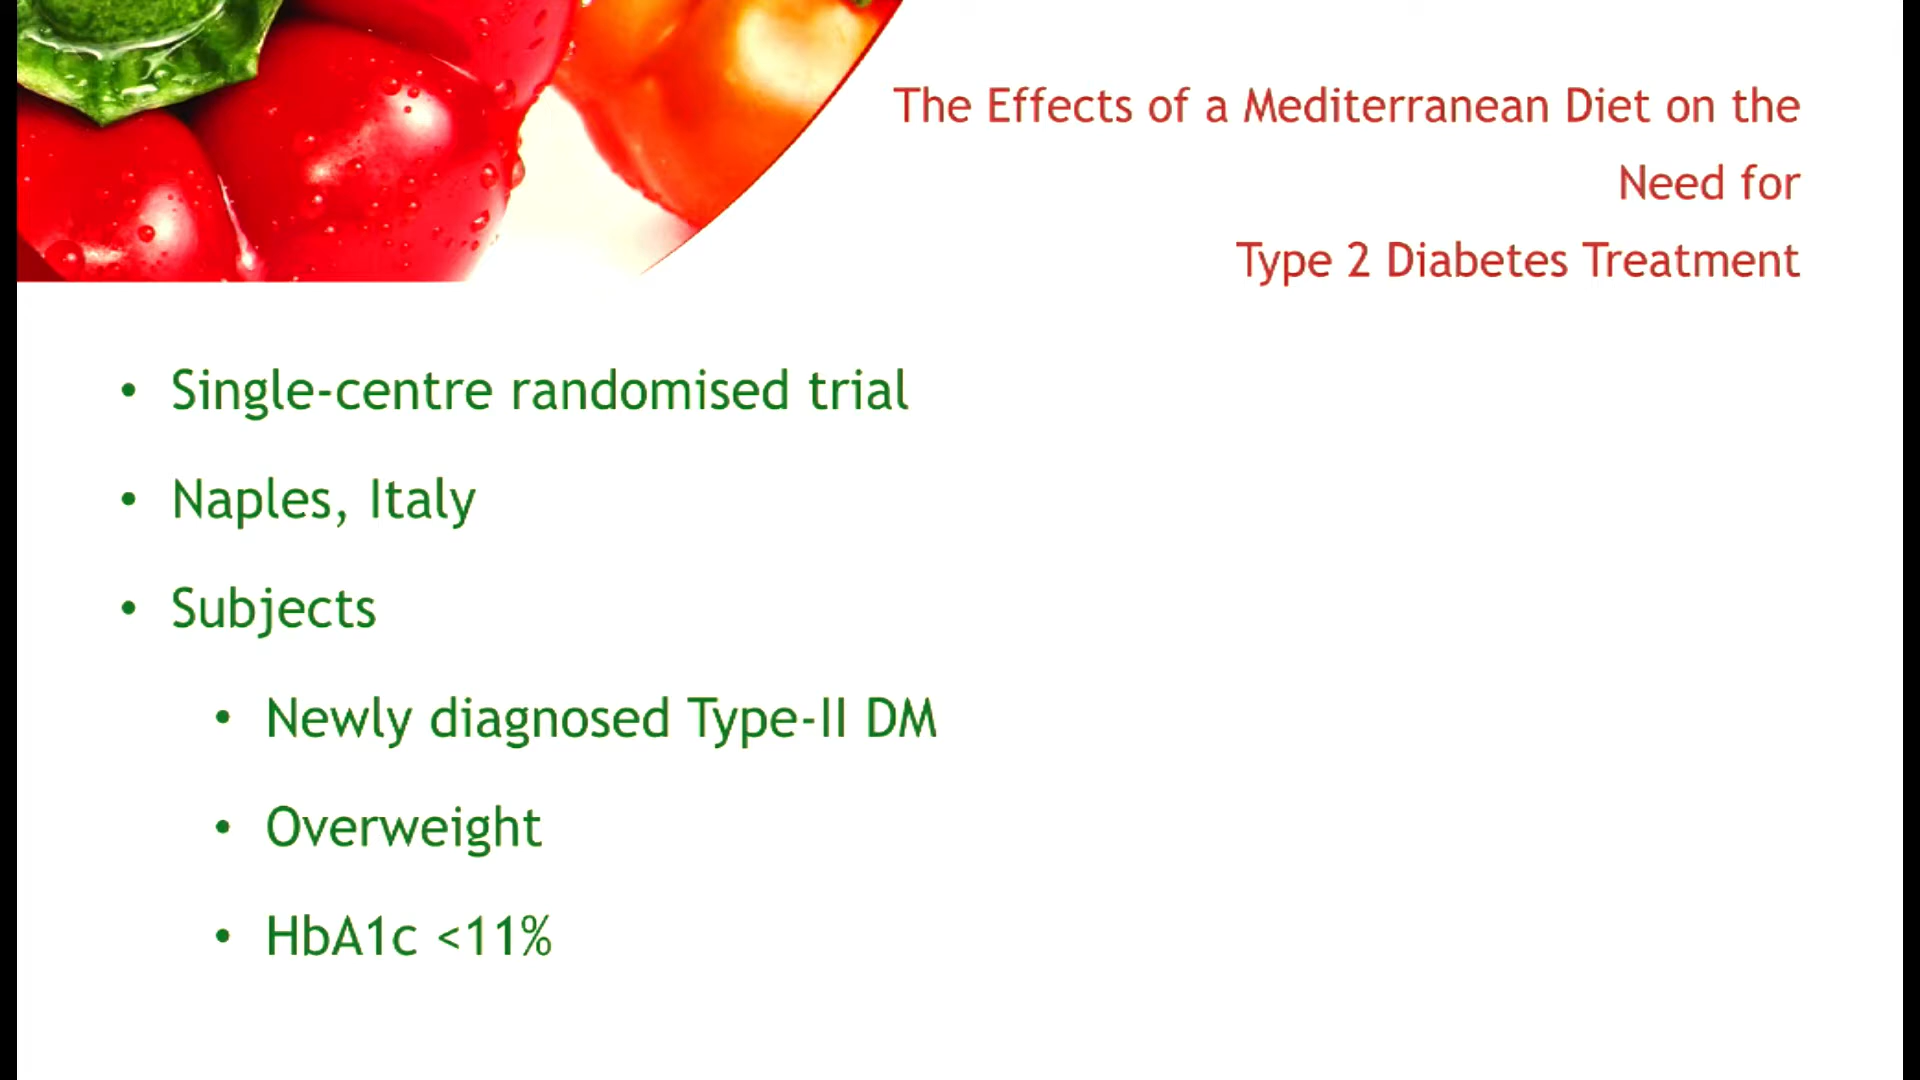 The Effects of a Mediterranean Diet on the
Need for
Type 2 Diabetes Treatment
• Single-centre randomised trial
• Naples, Italy
• Subjects
• Newly diagnosed Type-II DM
• Overweight
• HbA1c <11%